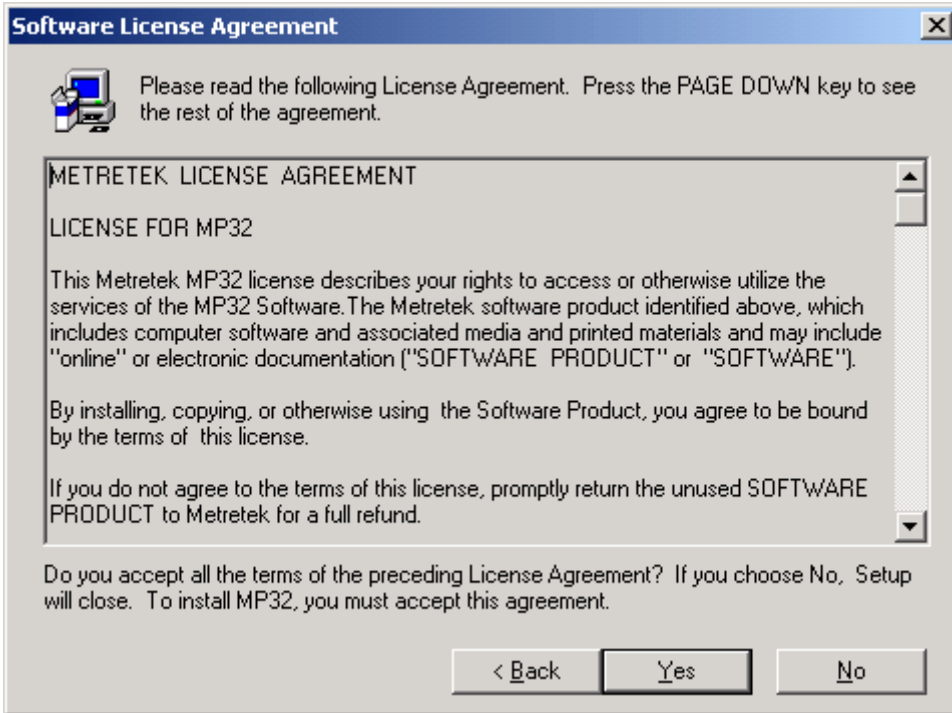 Software License Agreement
Please read the following License Agreement. Press the PAGE DOWN key to see
the rest of the agreement.
METRETEK LICENSE AGREEMENT
LICENSE FOR MP32
This Metretek MP32 license describes your rights to access or otherwise utilize the
services of the MP32 Software.The Metretek software product identified above, which
includes computer software and associated media and printed materials and may include
"online" or electronic documentation ("SOFTWARE PRODUCT" or "SOFTWARE").
By installing, copying, or otherwise using the Software Product, you agree to be bound
by the terms of this license.
If you do not agree to the terms of this license, promptly return the unused SOFTWARE
PRODUCT to Metretek for a full refund.
Do you accept all the terms of the preceding License Agreement? If you choose No, Setup
will close. To install MP32, you must accept this agreement.
< Back Yes No